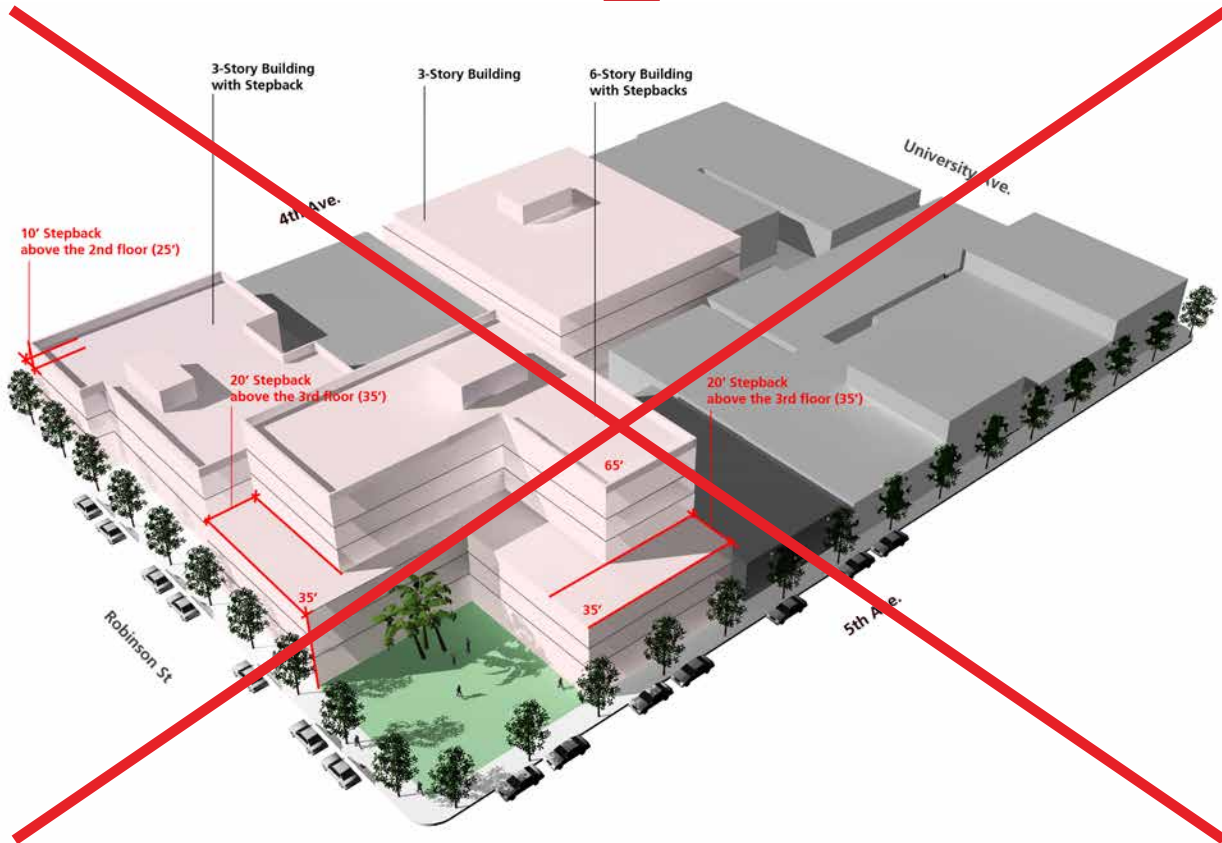 3-Story Building
with Stepback
3-Story Building
6-Story Building
with Stepbacks
University Ave.
4th Ave.
10' Stepback
above the 2nd floor (25')
20' Stepback
above the 3rd floor (35')
20' Stepback
above the 3rd floor (35')
65'
35'
35'
5th Ave.
Robinson St